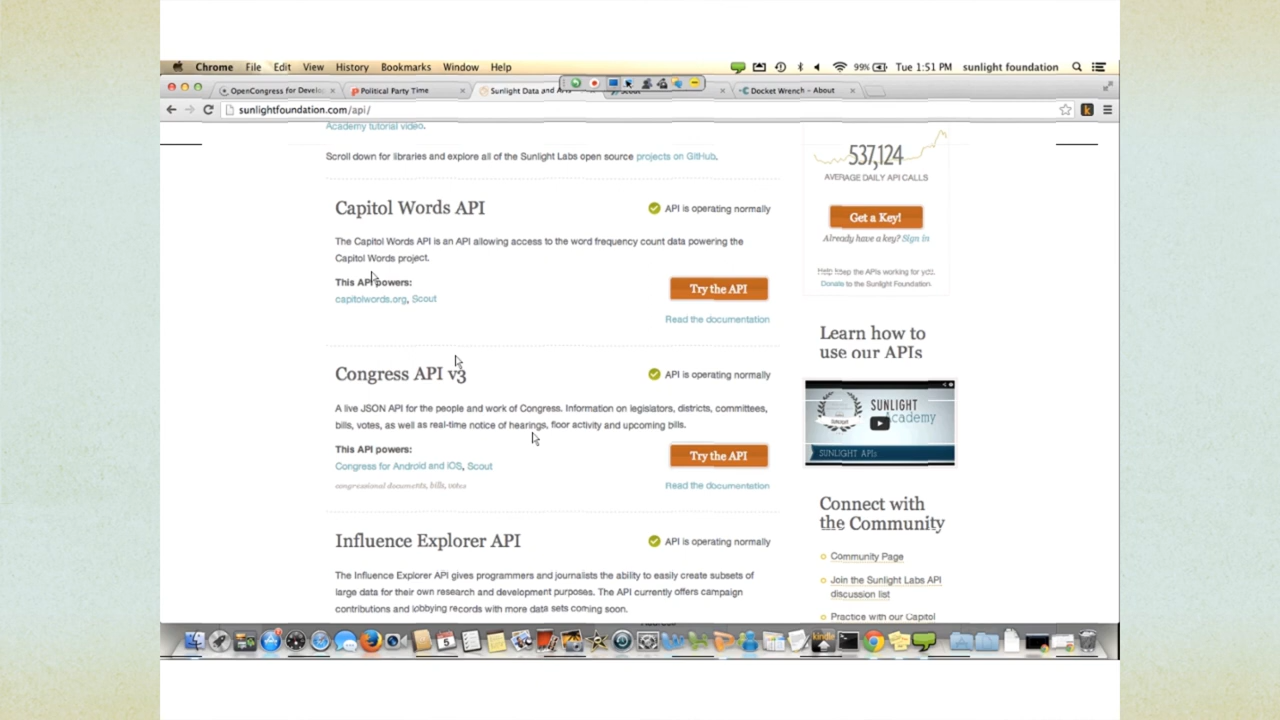 Chrome File Edit View History Bookmarks Window Help 99% Tue 1:51 PM sunlight foundation
OpenCongress for Develo Political Party Time Sunlight Data and APIs Scout Docket Wrench - About
sunlightfoundation.com/api/
Academy tutorial video.
Scroll down for libraries and explore all of the Sunlight Labs open source projects on GitHub.
Capitol Words API
API is operating normally
The Capitol Words API is an API allowing access to the word frequency count data powering the
Capitol Words project.
This API powers:
capitolwords.org, Scout
Try the API
Read the documentation
Congress API v3
API is operating normally
A live JSON API for the people and work of Congress. Information on legislators, districts, committees,
bills, votes, as well as real-time notice of hearings, floor activity and upcoming bills.
This API powers:
Congress for Android and iOS, Scout
congressional documents, bills, votes
Try the API
Read the documentation
Influence Explorer API
API is operating normally
The Influence Explorer API gives programmers and journalists the ability to easily create subsets of
large data for their own research and development purposes. The API currently offers campaign
contributions and lobbying records with more data sets coming soon.
537,124
AVERAGE DAILY API CALLS
Get a Key!
Already have a key? Sign in
Help keep the APIs working for you.
Donate to the Sunlight Foundation.
Learn how to
use our APIs
SUNLIGHT
Academy
SUNLIGHT APIs
Connect with
the Community
Community Page
Join the Sunlight Labs API
discussion list
Practice with our Capitol
5
kindle